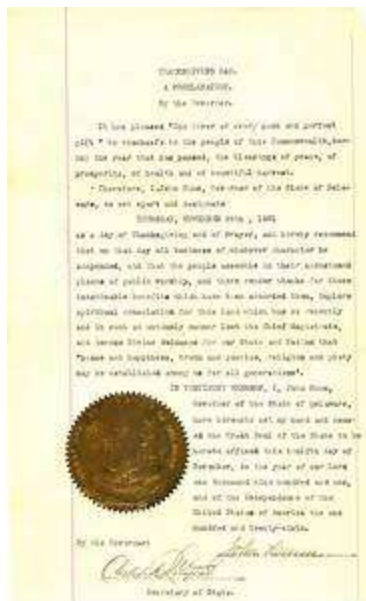 THANKSGIVING DAY.
A PROCLAMATION.
By the Governor.
It has pleased "The Giver of every good and perfect
gift" to vouchsafe to the people of this Commonwealth, during
the year that has passed, the blessings of peace, of
prosperity, of health and of bountiful harvest.
Therefore, I, John Hunn, Governor of the State of Dela-
ware, do set apart and designate
THURSDAY, NOVEMBER 28th, 1901
as a day of Thanksgiving and of Prayer, and hereby recommend
that on that day all business of whatever character be
suspended, and that the people assemble in their accustomed
places of public worship, and there render thanks for these
benefits which have been accorded them, implore
spiritual consolation for this land which has so recently
and in such an manner lost its Chief Magistrate,
and invoke Divine Guidance for our State and Nation that
"peace and happiness, truth and justice, religion and piety
may be established among us for all generations".
IN TESTIMONY WHEREOF, I, John Hunn,
Governor of the State of Delaware,
have hereunto set my hand and caus-
ed the Great Seal of the State to be
hereto affixed this twelfth day of
November, in the year of our Lord
one thousand nine hundred and one,
and of the Independence of the
United States of America the one
hundred and twenty-sixth.
By the Governor:
John Hunn
Secretary of State.